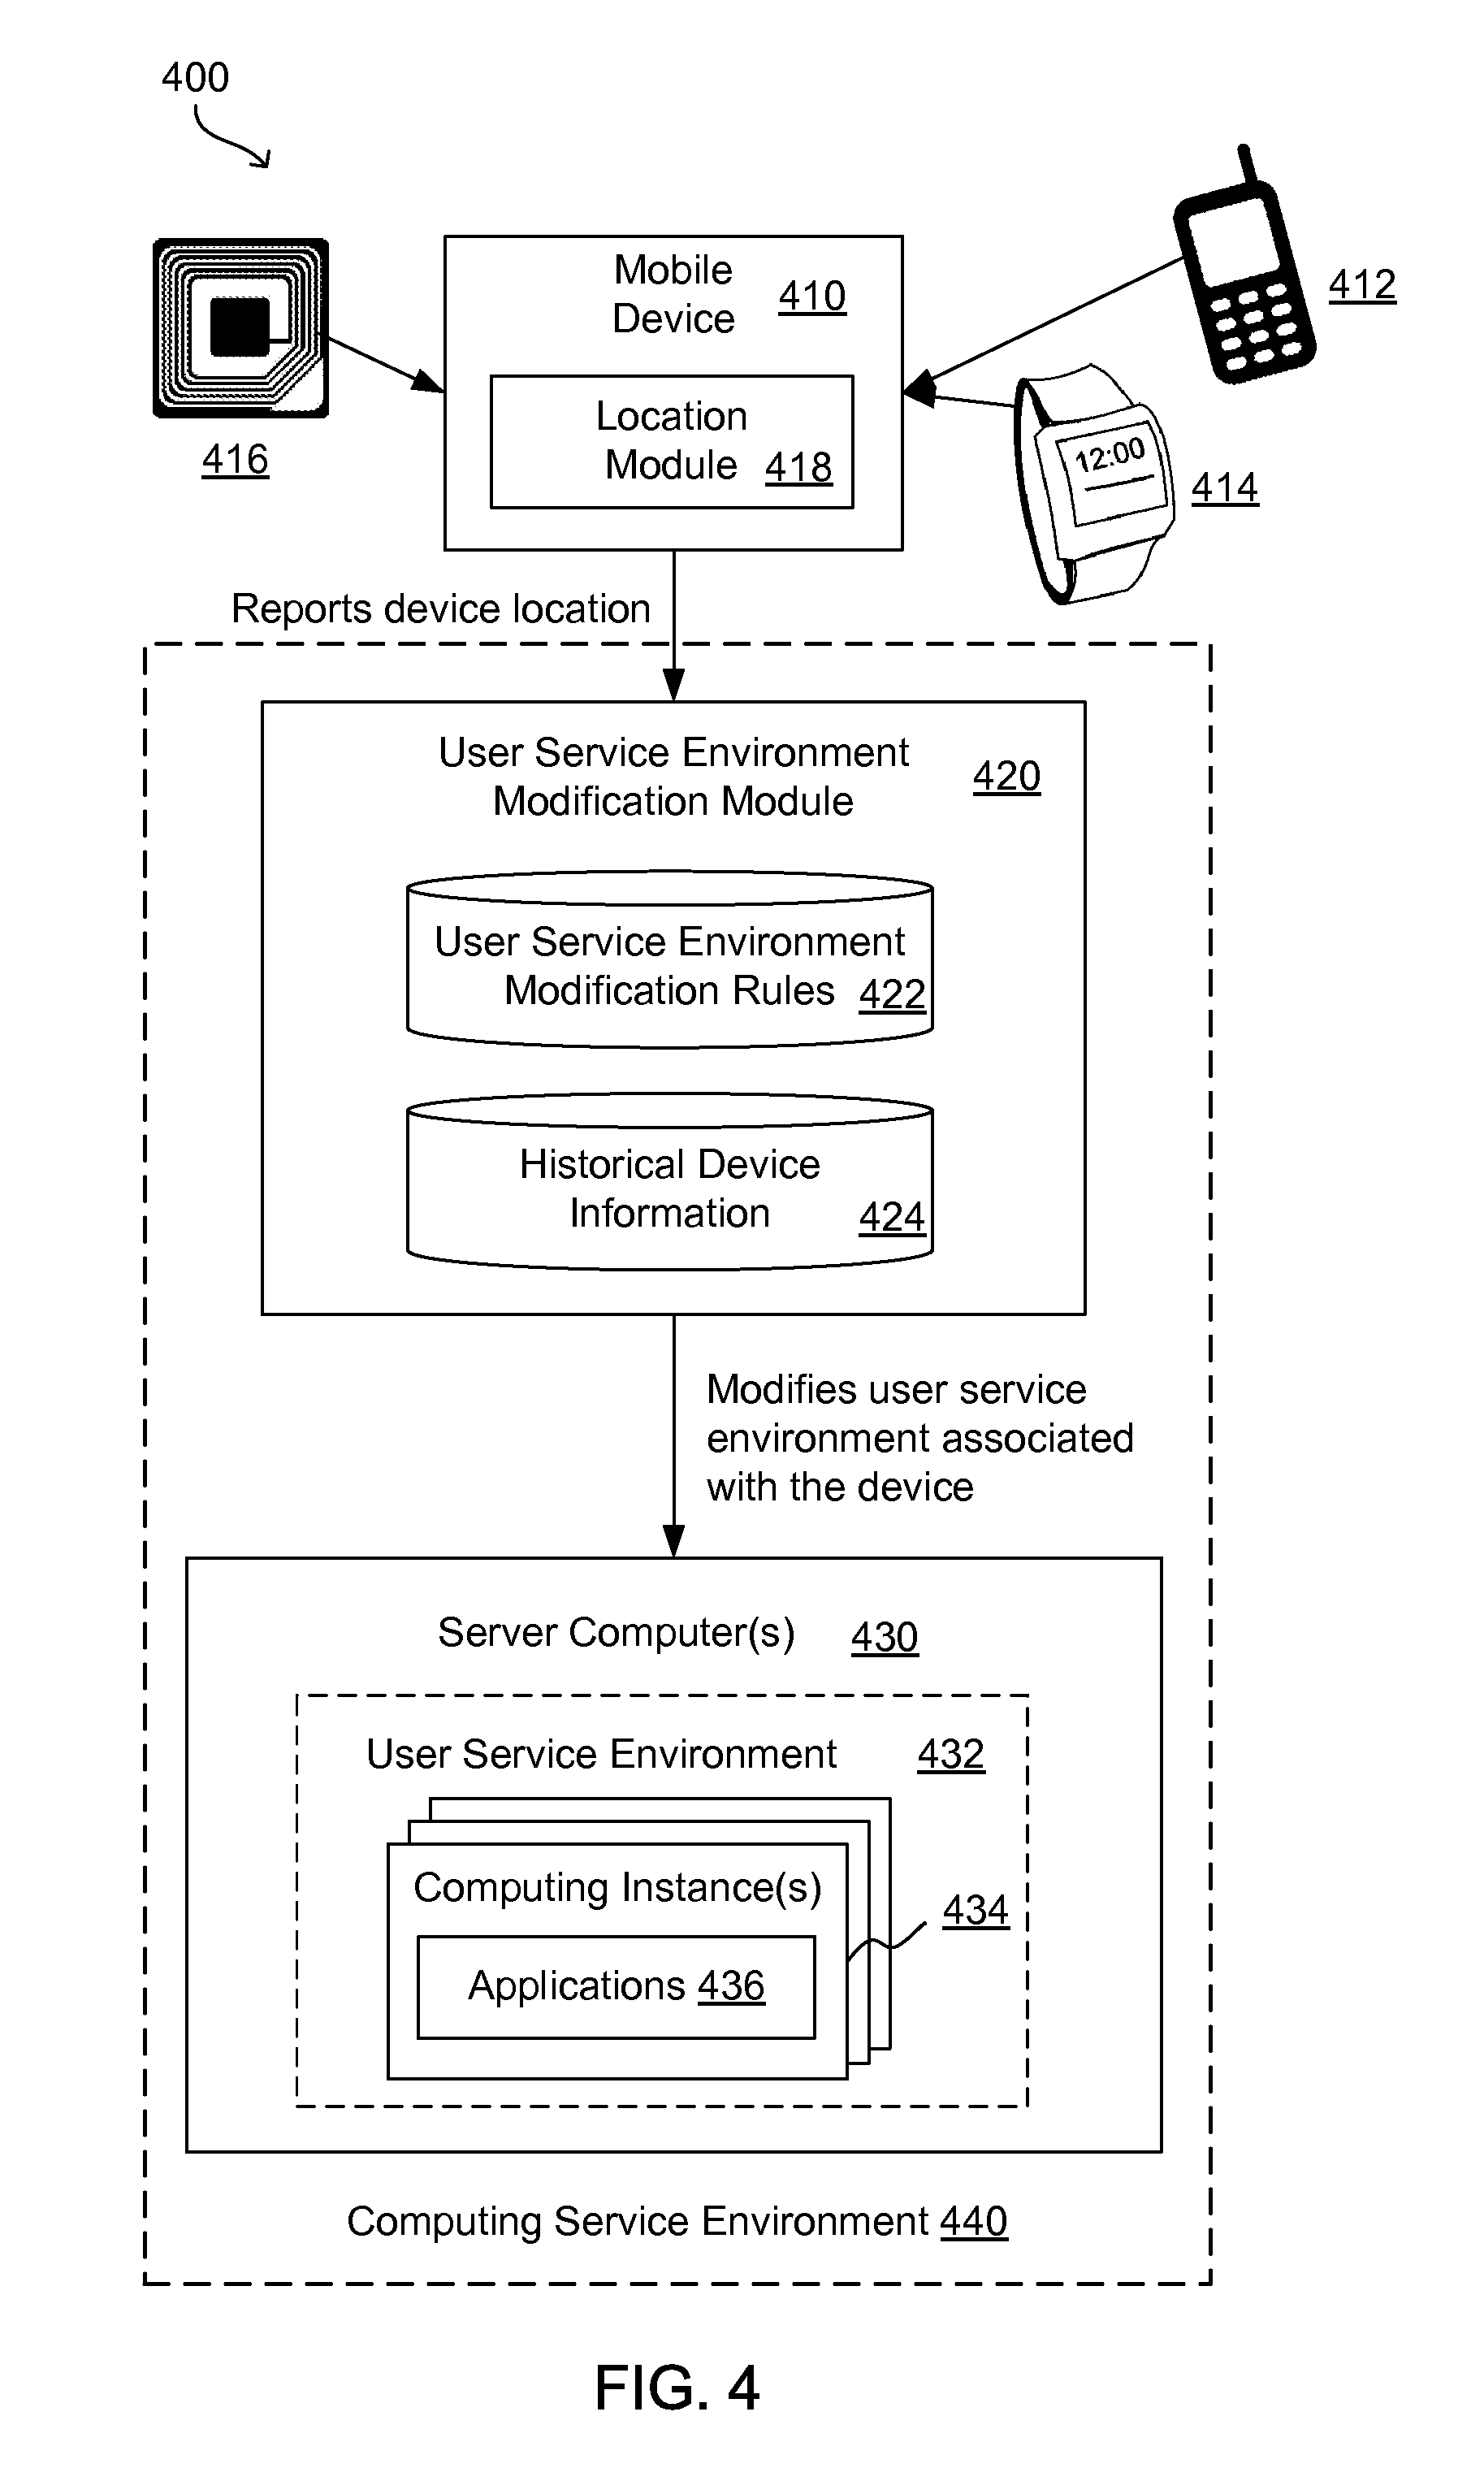 400
Mobile
Device
410
412
Location
Module
418
416
12:00
414
Reports device location
User Service Environment
Modification Module
420
User Service Environment
Modification Rules 422
Historical Device
Information
424
Modifies user service
environment associated
with the device
Server Computer(s) 430
User Service Environment 432
Computing Instance(s)
434
Applications 436
Computing Service Environment 440
FIG. 4